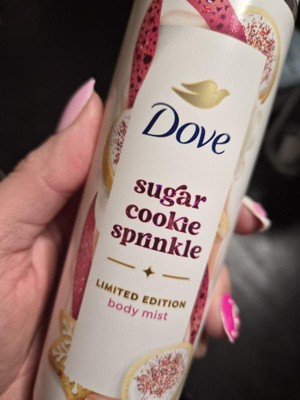 Dove
sugar
cookie
sprinkle
LIMITED EDITION
body mist